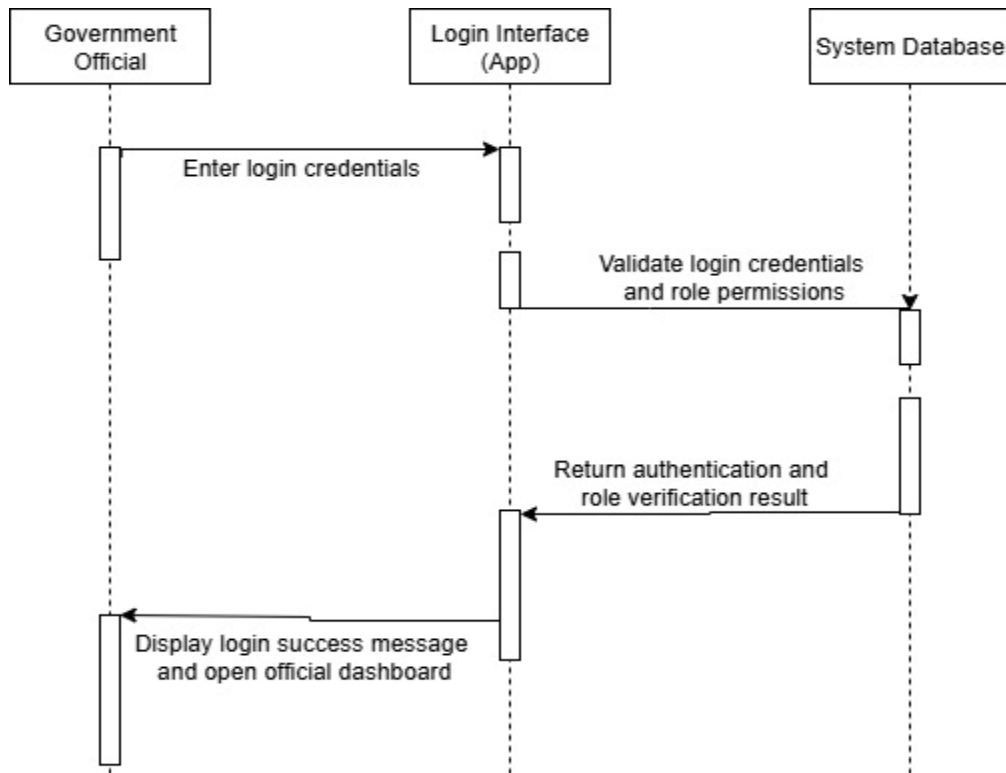 Government
Official
Login Interface
(App)
System Database
Enter login credentials
Validate login credentials
and role permissions
Return authentication and
role verification result
Display login success message
and open official dashboard